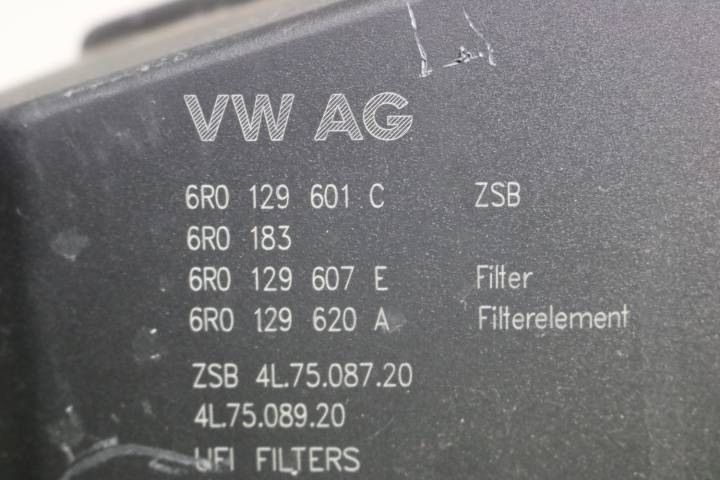 VW AG
6R0 129 601 C ZSB
6R0 183
6R0 129 607 E Filter
6R0 129 620 A Filterelement
ZSB 4L.75.087.20
4L.75.089.20
UFI FILTERS